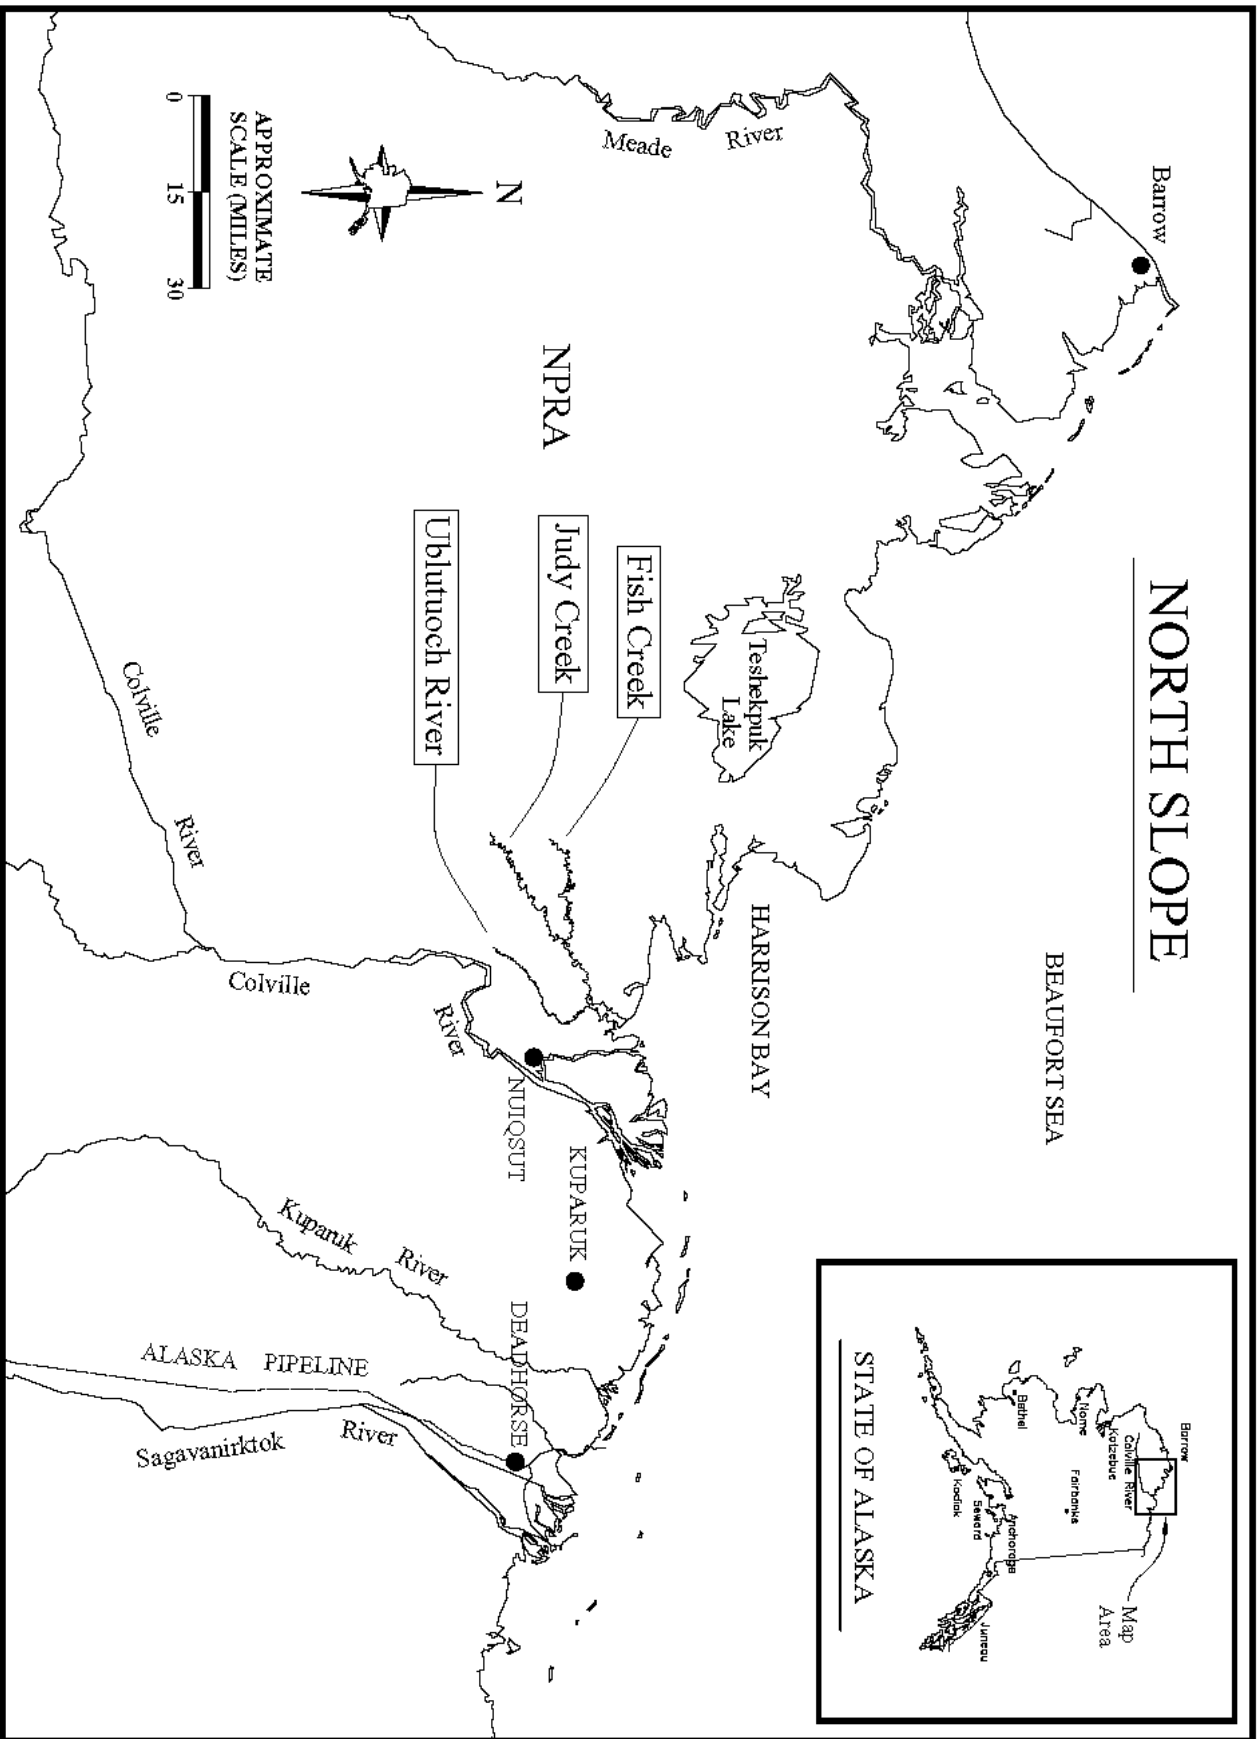 NORTH SLOPE
BEAUFORT SEA
HARRISON BAY
Barrow
Meade River
Teshekpuk
Lake
Fish Creek
Judy Creek
Ublutuoch River
NPRA
N
APPROXIMATE
SCALE (MILES)
0 15 30
Colville River
Colville River
NUIQSUT
KUPARUK
DEADHORSE
Kuparuk River
ALASKA PIPELINE
Sagavanirktok River
Barrow
Map
Area
Colville River
Kotzebue
Nome
Fairbanks
Bethel
Anchorage
Seward
Kodiak
Juneau
STATE OF ALASKA